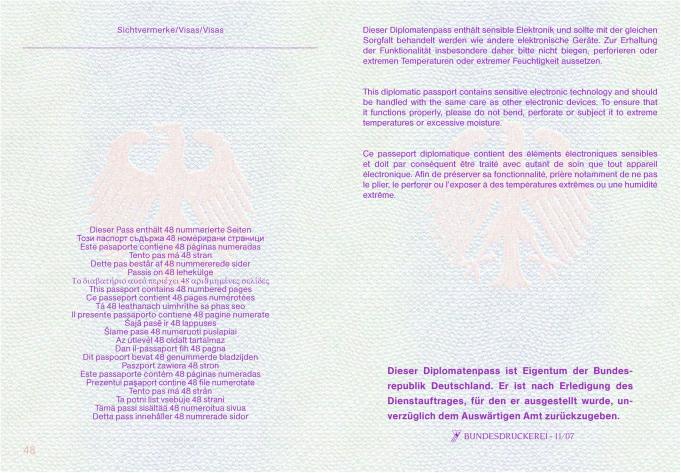 Sichtvermerke/Visas/Visas
Dieser Pass enthält 48 nummerierte Seiten
Този паспорт съдържа 48 номерирани страници
Este pasaporte contiene 48 páginas numeradas
Tento pas má 48 stran
Dette pas består af 48 nummererede sider
Passis on 48 lehekülge
Το διαβατήριο αυτό περιέχει 48 αριθμημένες σελίδες
This passport contains 48 numbered pages
Ce passeport contient 48 pages numérotées
Tá 48 leathanach uimhrithe sa phas seo
Il presente passaporto contiene 48 pagine numerate
Šajā pasē ir 48 lappuses
Šiame pase 48 numeruoti puslapiai
Az útlevél 48 oldalt tartalmaz
Dan il-passaport fih 48 paġna
Dit paspoort bevat 48 genummerde bladzijden
Paszport zawiera 48 stron
Este passaporte contém 48 páginas numeradas
Prezentul paşaport conţine 48 file numerotate
Tento pas má 48 strán
Ta potni list vsebuje 48 strani
Tämä passi sisältää 48 numeroitua sivua
Detta pass innehåller 48 numrerade sidor
48
Dieser Diplomatenpass enthält sensible Elektronik und sollte mit der gleichen
Sorgfalt behandelt werden wie andere elektronische Geräte. Zur Erhaltung
der Funktionalität insbesondere daher bitte nicht biegen, perforieren oder
extremen Temperaturen oder extremer Feuchtigkeit aussetzen.
This diplomatic passport contains sensitive electronic technology and should
be handled with the same care as other electronic devices. To ensure that
it functions properly, please do not bend, perforate or subject it to extreme
temperatures or excessive moisture.
Ce passeport diplomatique contient des éléments électroniques sensibles
et doit par conséquent être traité avec autant de soin que tout appareil
électronique. Afin de préserver sa fonctionnalité, prière notamment de ne pas
le plier, le perforer ou l'exposer à des températures extrêmes ou une humidité
extrême.
Dieser Diplomatenpass ist Eigentum der Bundes-
republik Deutschland. Er ist nach Erledigung des
Dienstauftrages, für den er ausgestellt wurde, un-
verzüglich dem Auswärtigen Amt zurückzugeben.
BUNDESDRUCKEREI - 11/07